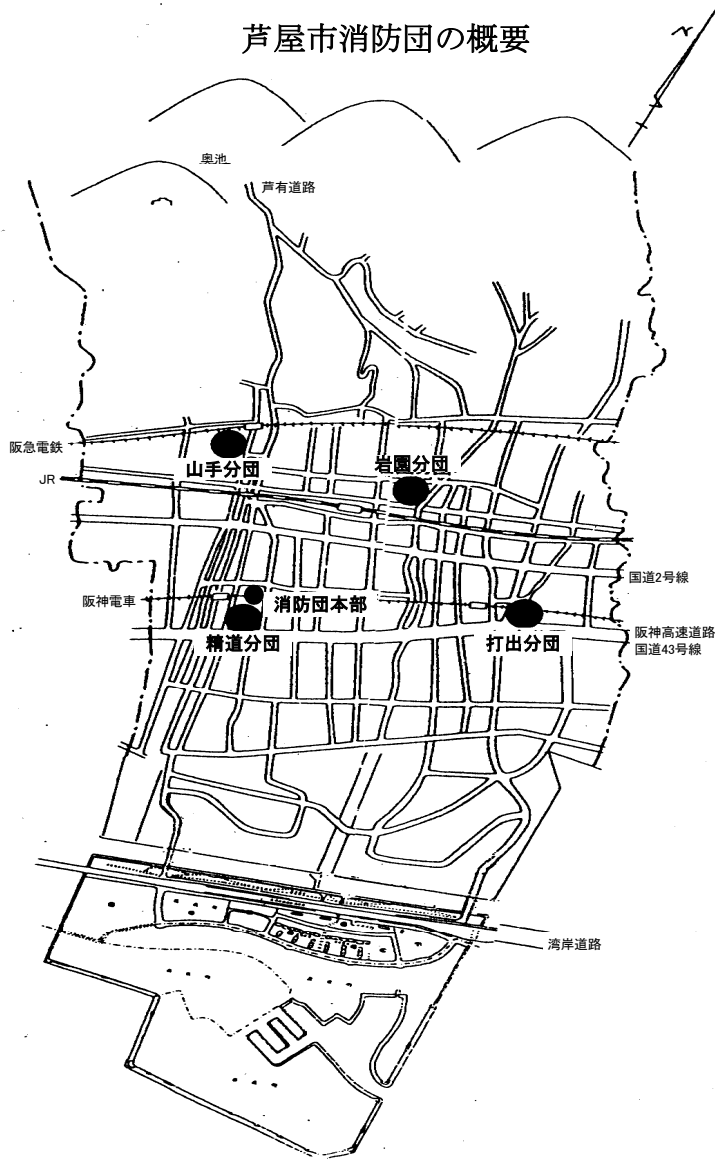 芦屋市消防団の概要
奥池
芦有道路
阪急電鉄
山手分団
岩園分団
JR
国道2号線
阪神電車
消防団本部
精道分団
打出分団
阪神高速道路
国道43号線
湾岸道路